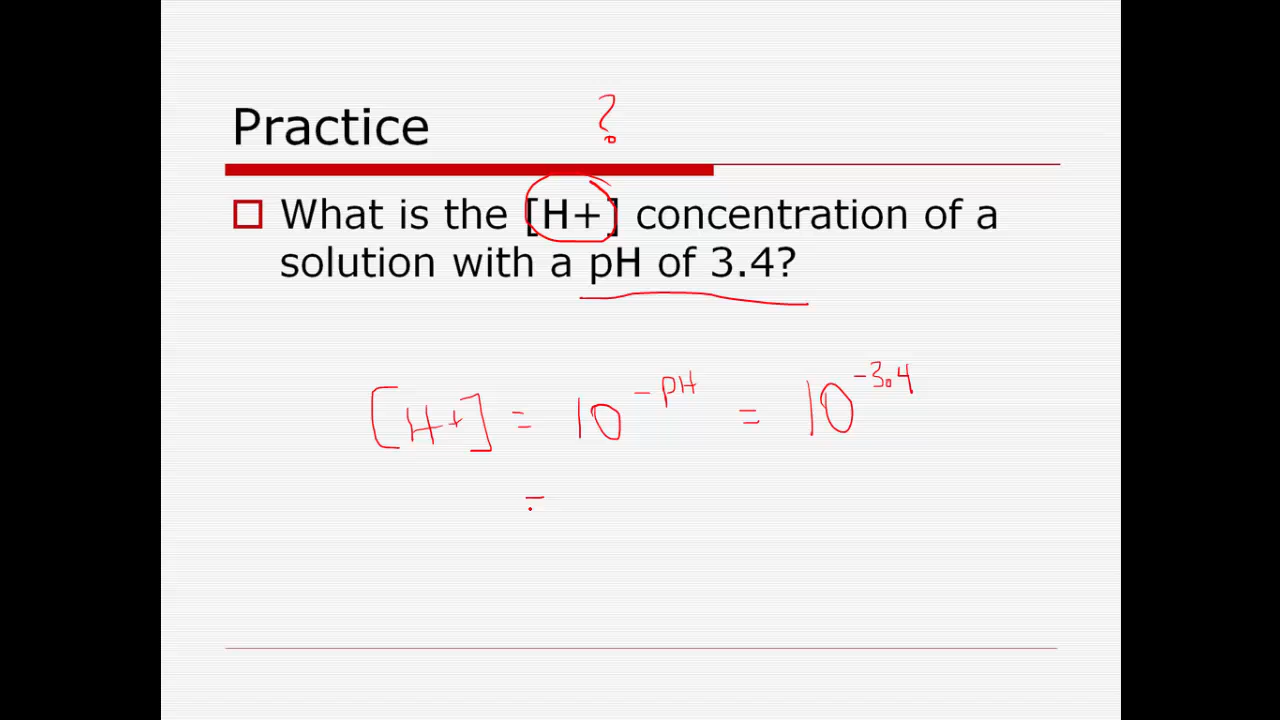 Practice ?
What is the [H+] concentration of a
solution with a pH of 3.4?
[H+] = 10^-pH = 10^-3.4
=